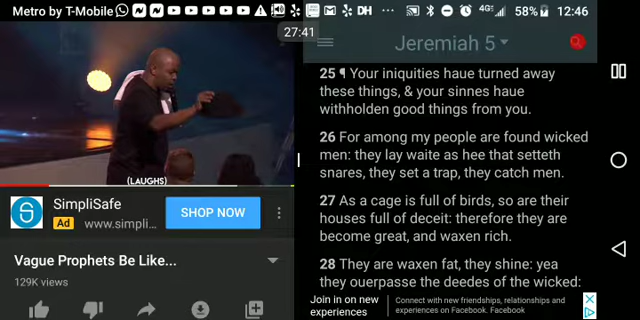 Metro by T-Mobile
DH ... 4G 58% 12:46
27:41
Jeremiah 5
(LAUGHS)
SimpliSafe
Ad www.simpli...
SHOP NOW
Vague Prophets Be Like...
129K views
25 ¶ Your iniquities haue turned away
these things, & your sinnes haue
withholden good things from you.
26 For among my people are found wicked
men: they lay waite as hee that setteth
snares, they set a trap, they catch men.
27 As a cage is full of birds, so are their
houses full of deceit: therefore they are
become great, and waxen rich.
28 They are waxen fat, they shine: yea
they ouerpasse the deedes of the wicked:
Join in on new
experiences
Connect with new friendships, relationships and
experiences on Facebook. Facebook